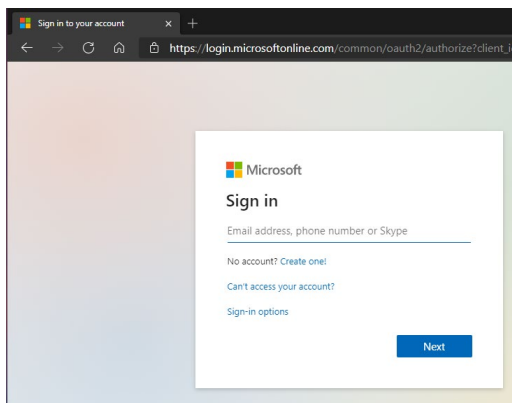 Sign in to your account
https://login.microsoftonline.com/common/oauth2/authorize?client_i
Microsoft
Sign in
Email address, phone number or Skype
No account? Create one!
Can't access your account?
Sign-in options
Next